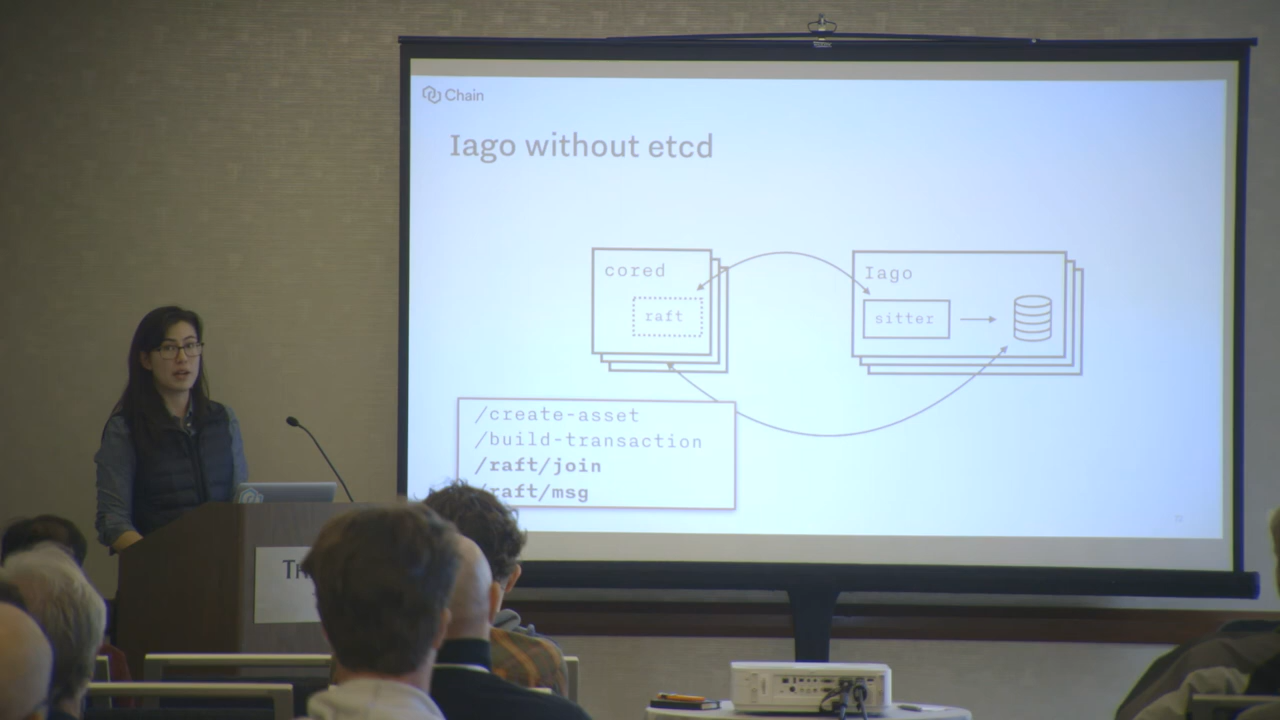 Chain
Iago without etcd
cored
raft
Iago
sitter
/create-asset
/build-transaction
/raft/join
/raft/msg